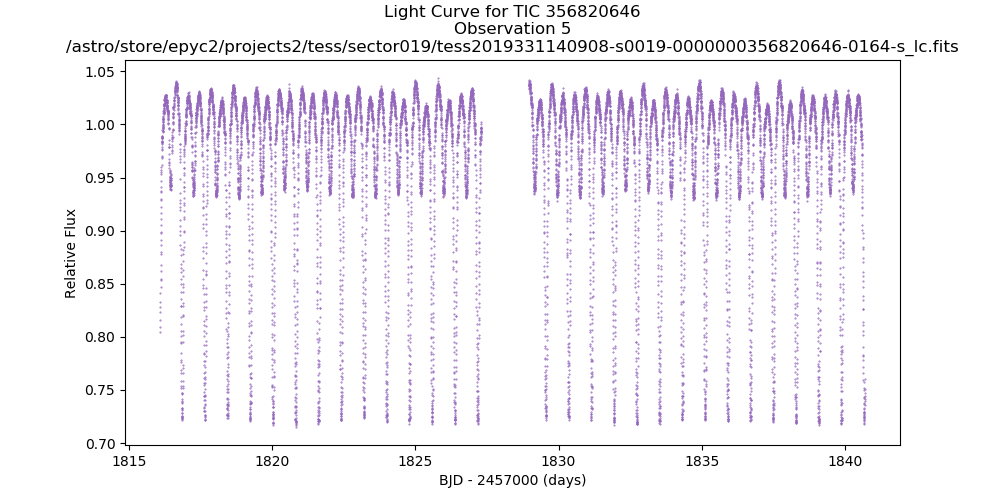 Light Curve for TIC 356820646
Observation 5
/astro/store/epyc2/projects2/tess/sector019/tess2019331140908-s0019-0000000356820646-0164-s_lc.fits
1.05
1.00
0.95
0.90
0.85
0.80
0.75
0.70
Relative Flux
1815
1820
1825
1830
1835
1840
BJD - 2457000 (days)